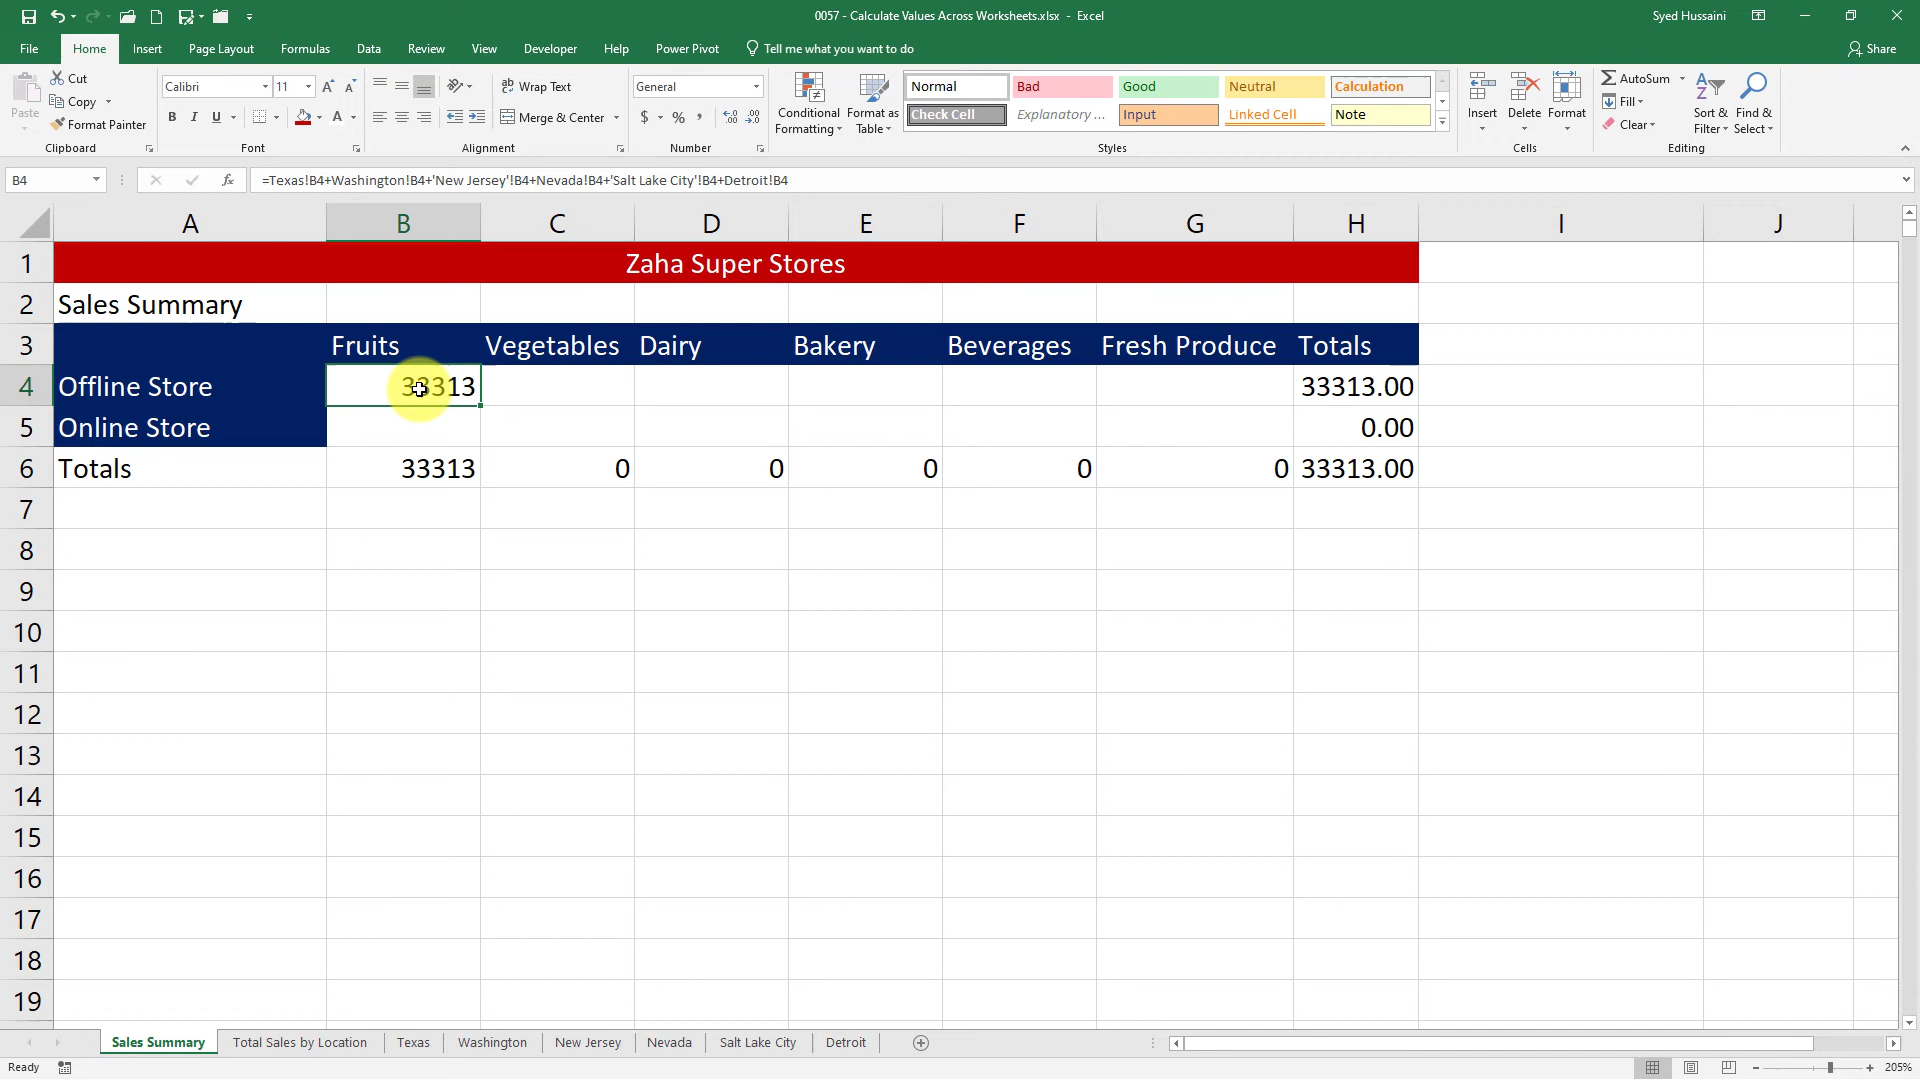 0057 - Calculate Values Across Worksheets.xlsx - Excel
Syed Hussaini
File Home Insert Page Layout Formulas Data Review View Developer Help Power Pivot Tell me what you want to do Share
Paste
Cut
Copy
Format Painter
Calibri 11
B I U
Wrap Text
Merge & Center
General
$ % ,
Conditional Formatting
Format as Table
Normal Bad Good Neutral Calculation
Check Cell Explanatory ... Input Linked Cell Note
Insert Delete Format
AutoSum
Fill
Clear
Sort & Filter
Find & Select
Clipboard Font Alignment Number Styles Cells Editing
B4 fx =Texas!B4+Washington!B4+'New Jersey'!B4+Nevada!B4+'Salt Lake City'!B4+Detroit!B4
A B C D E F G H I J
1 Zaha Super Stores
2 Sales Summary
3 Fruits Vegetables Dairy Bakery Beverages Fresh Produce Totals
4 Offline Store 33313 33313.00
5 Online Store 0.00
6 Totals 33313 0 0 0 0 0 33313.00
7
8
9
10
11
12
13
14
15
16
17
18
19
Sales Summary Total Sales by Location Texas Washington New Jersey Nevada Salt Lake City Detroit
Ready 205%